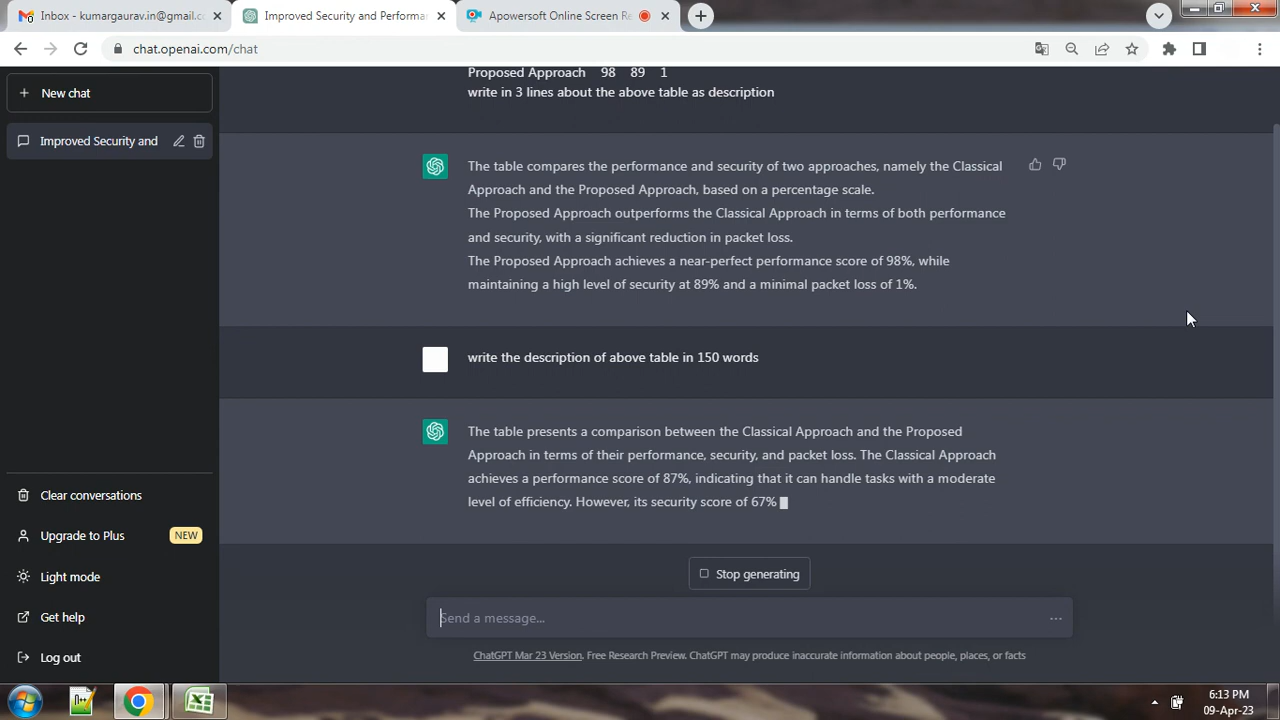 Inbox - kumargaurav.in@gmail.c
Improved Security and Performa
Apowersoft Online Screen Re
chat.openai.com/chat
New chat
Improved Security and
Proposed Approach 98 89 1
write in 3 lines about the above table as description
The table compares the performance and security of two approaches, namely the Classical
Approach and the Proposed Approach, based on a percentage scale.
The Proposed Approach outperforms the Classical Approach in terms of both performance
and security, with a significant reduction in packet loss.
The Proposed Approach achieves a near-perfect performance score of 98%, while
maintaining a high level of security at 89% and a minimal packet loss of 1%.
write the description of above table in 150 words
The table presents a comparison between the Classical Approach and the Proposed
Approach in terms of their performance, security, and packet loss. The Classical Approach
achieves a performance score of 87%, indicating that it can handle tasks with a moderate
level of efficiency. However, its security score of 67%
Clear conversations
Upgrade to Plus NEW
Light mode
Get help
Log out
Stop generating
Send a message...
ChatGPT Mar 23 Version. Free Research Preview. ChatGPT may produce inaccurate information about people, places, or facts
6:13 PM
09-Apr-23